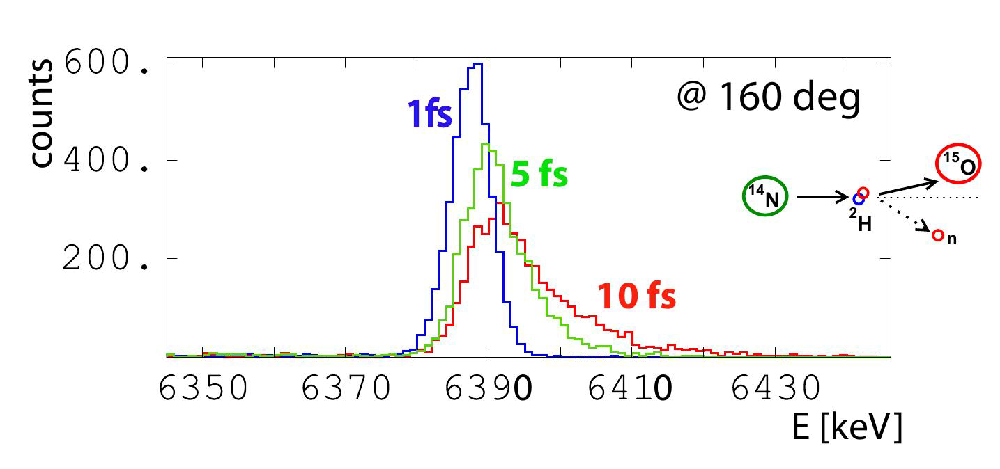 600.
counts
400.
200.
1fs
5 fs
10 fs
@ 160 deg
15O
14N
2H
n
6350 6370 6390 6410 6430
E [keV]